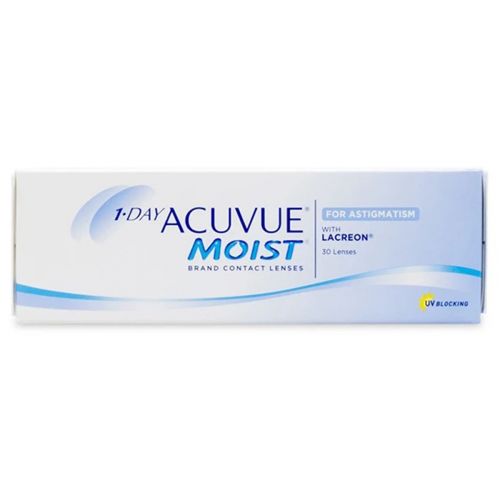 1·DAY ACUVUE®
MOIST®
BRAND CONTACT LENSES
FOR ASTIGMATISM
WITH
LACREON®
30 Lenses
UV BLOCKING